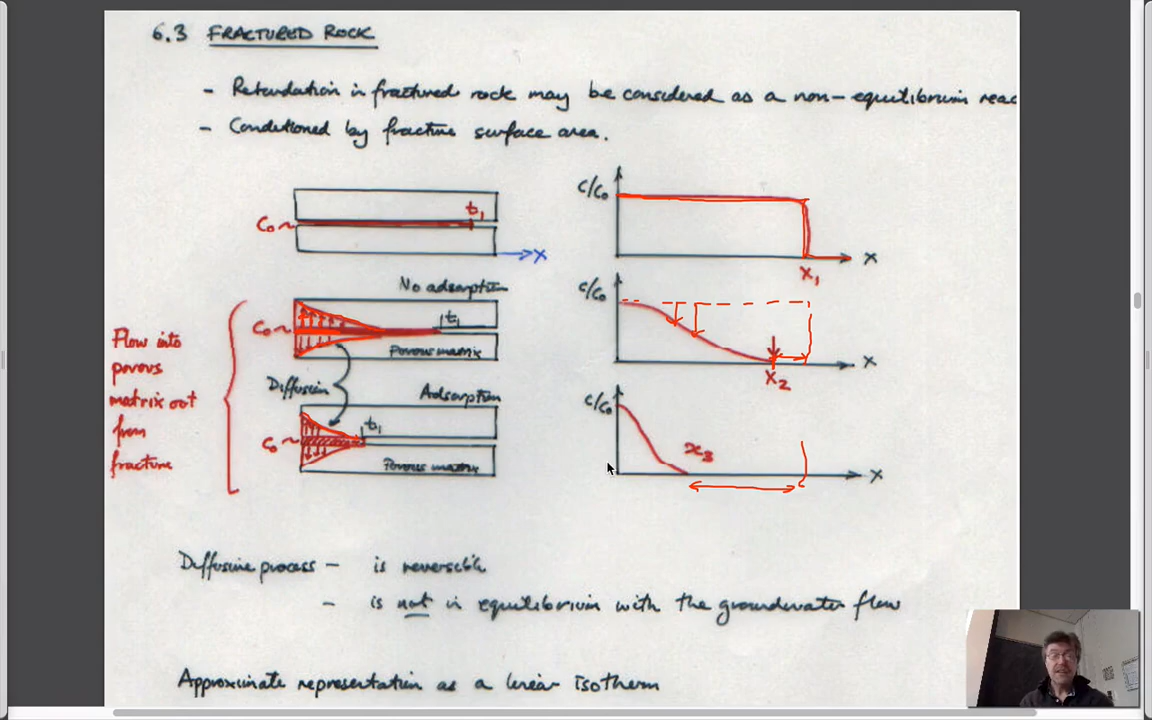 6.3 FRACTURED ROCK
- Retardation in fractured rock may be considered as a non-equilibrium reac
- Conditioned by fracture surface area.
C₀ t₁
x
C/C₀ x
x₁
No adsorption
C₀ t₁
Porous matrix
C/C₀ x
x₂
Flow into
porous
matrix out
from
fracture
Diffusion
Adsorption
C₀ t₁
Porous matrix
C/C₀ x₃ x
Diffusive process - is reversible
- is not in equilibrium with the groundwater flow
Approximate representation as a linear isotherm